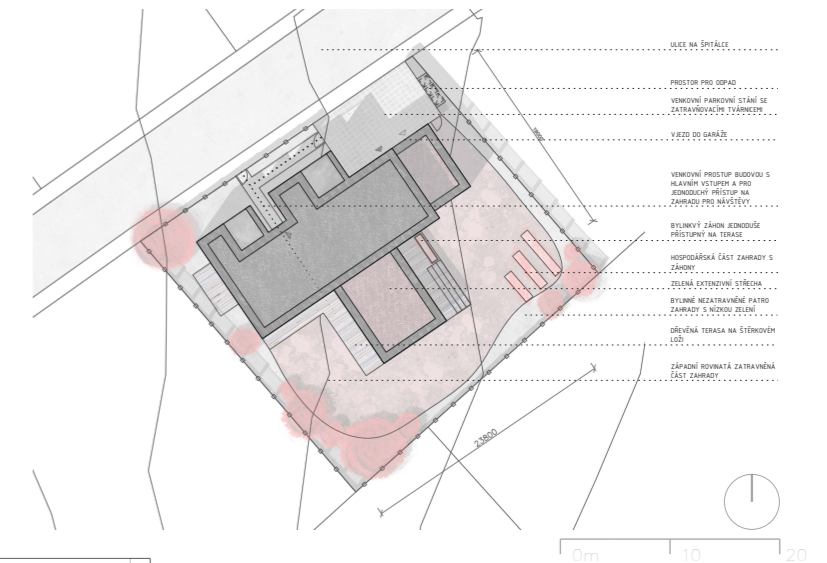 ULICE NA ŠPITÁLCE
PROSTOR PRO ODPAD
VENKOVNÍ PARKOVNÍ STÁNÍ SE
ZATRAVŇOVACÍMI TVÁRNICEMI
VJEZD DO GARÁŽE
VENKOVNÍ PROSTUP BUDOVOU S
HLAVNÍM VSTUPEM A PRO
JEDNODUCHÝ PŘÍSTUP NA
ZAHRADU PRO NÁVŠTĚVY
BYLINKVÝ ZÁHON JEDNODUŠE
PŘÍSTUPNÝ NA TERASE
HOSPODÁŘSKÁ ČÁST ZAHRADY S
ZÁHONY
ZELENÁ EXTENZIVNÍ STŘECHA
BYLINNÉ NEZATRAVNĚNÉ PATRO
ZAHRADY S NÍZKOU ZELENÍ
DŘEVĚNÁ TERASA NA ŠTĚRKOVÉM
LOŽI
ZÁPADNÍ ROVINATÁ ZATRAVNĚNÁ
ČÁST ZAHRADY
23800
0m 10 20